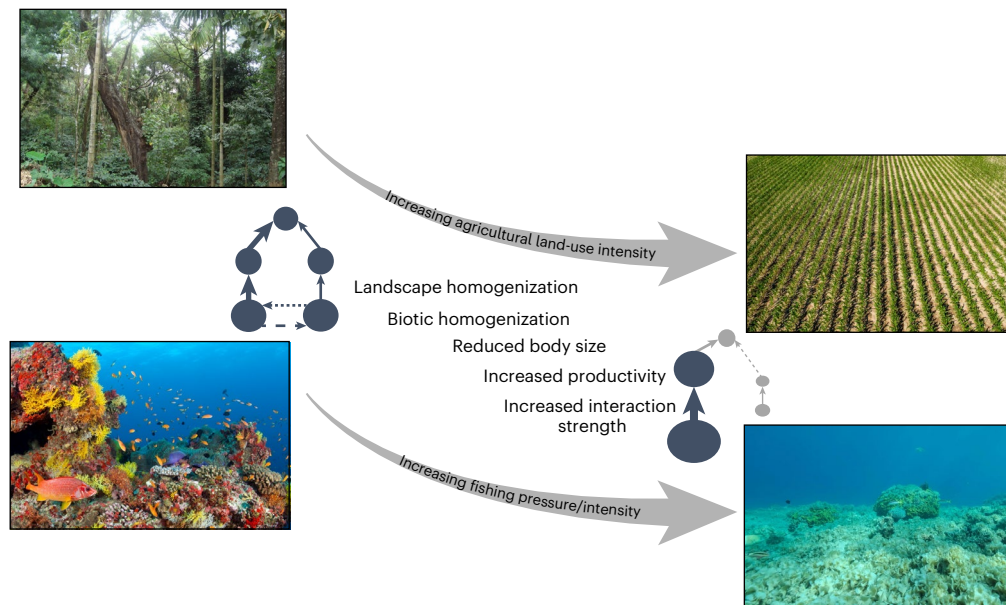 Increasing agricultural land-use intensity
Landscape homogenization
Biotic homogenization
Reduced body size
Increased productivity
Increased interaction
strength
Increasing fishing pressure/intensity